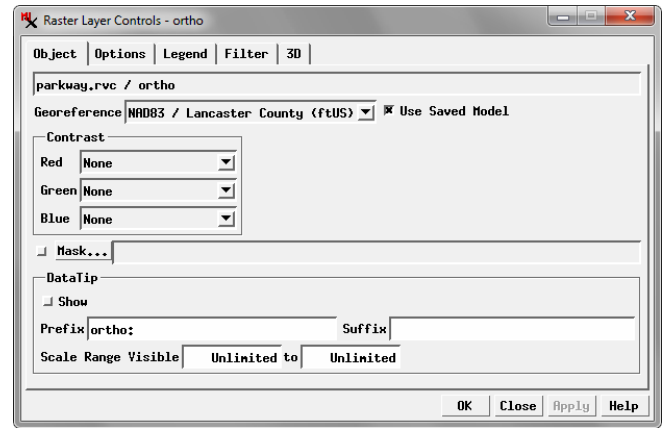 Raster Layer Controls - ortho
Object Options Legend Filter 3D
parkway.rvc / ortho
Georeference NAD83 / Lancaster County (ftUS) Use Saved Model
Contrast
Red None
Green None
Blue None
Mask...
DataTip
Show
Prefix ortho: Suffix
Scale Range Visible Unlimited to Unlimited
OK Close Apply Help